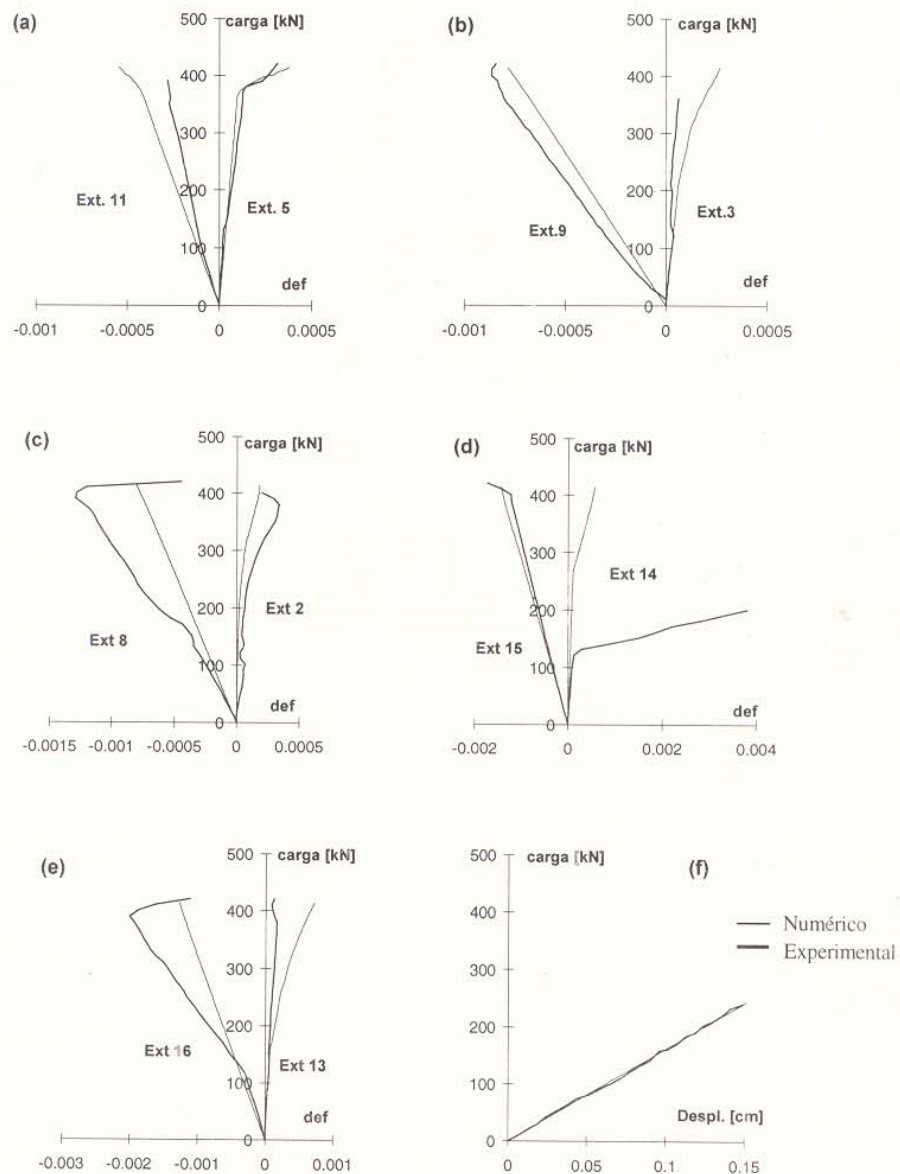 (a)
500
carga [kN]
400
300
200
100
0
Ext. 11
Ext. 5
def
-0.001
-0.0005
0
0.0005
(b)
500
carga [kN]
400
300
200
100
0
Ext.9
Ext.3
def
-0.001
-0.0005
0
0.0005
(c)
500
carga [kN]
400
300
200
100
0
Ext 8
Ext 2
def
-0.0015
-0.001
-0.0005
0
0.0005
(d)
500
carga [kN]
400
300
200
100
0
Ext 14
Ext 15
def
-0.002
0
0.002
0.004
(e)
500
carga [kN]
400
300
200
100
0
Ext 16
Ext 13
def
-0.003
-0.002
-0.001
0
0.001
(f)
500
carga [kN]
400
300
200
100
0
Numérico
Experimental
Despl. [cm]
0
0.05
0.1
0.15